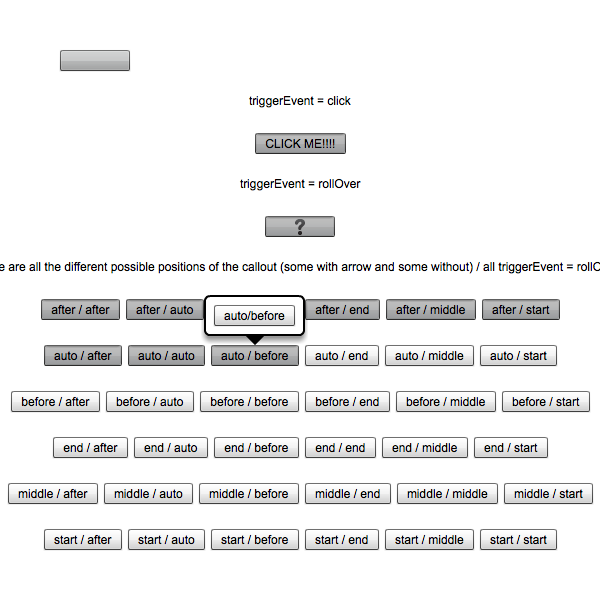 triggerEvent = click
CLICK ME!!!!
triggerEvent = rollOver
?
are all the different possible positions of the callout (some with arrow and some without) / all triggerEvent =
after / after after / auto auto/before after / end after / middle after / start
auto / after auto / auto auto / before auto / end auto / middle auto / start
before / after before / auto before / before before / end before / middle before / start
end / after end / auto end / before end / end end / middle end / start
middle / after middle / auto middle / before middle / end middle / middle middle / start
start / after start / auto start / before start / end start / middle start / start